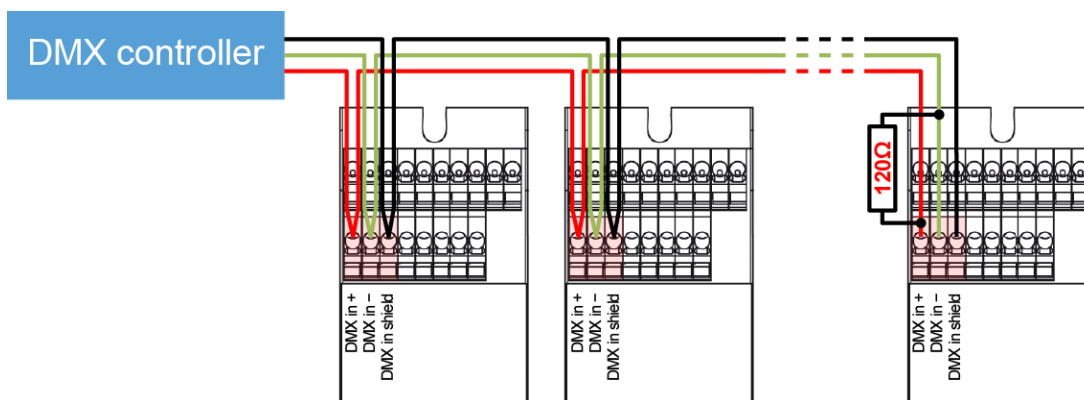 DMX controller
120Ω
DMX in +
DMX in –
DMX in shield
DMX in +
DMX in –
DMX in shield
DMX in +
DMX in –
DMX in shield